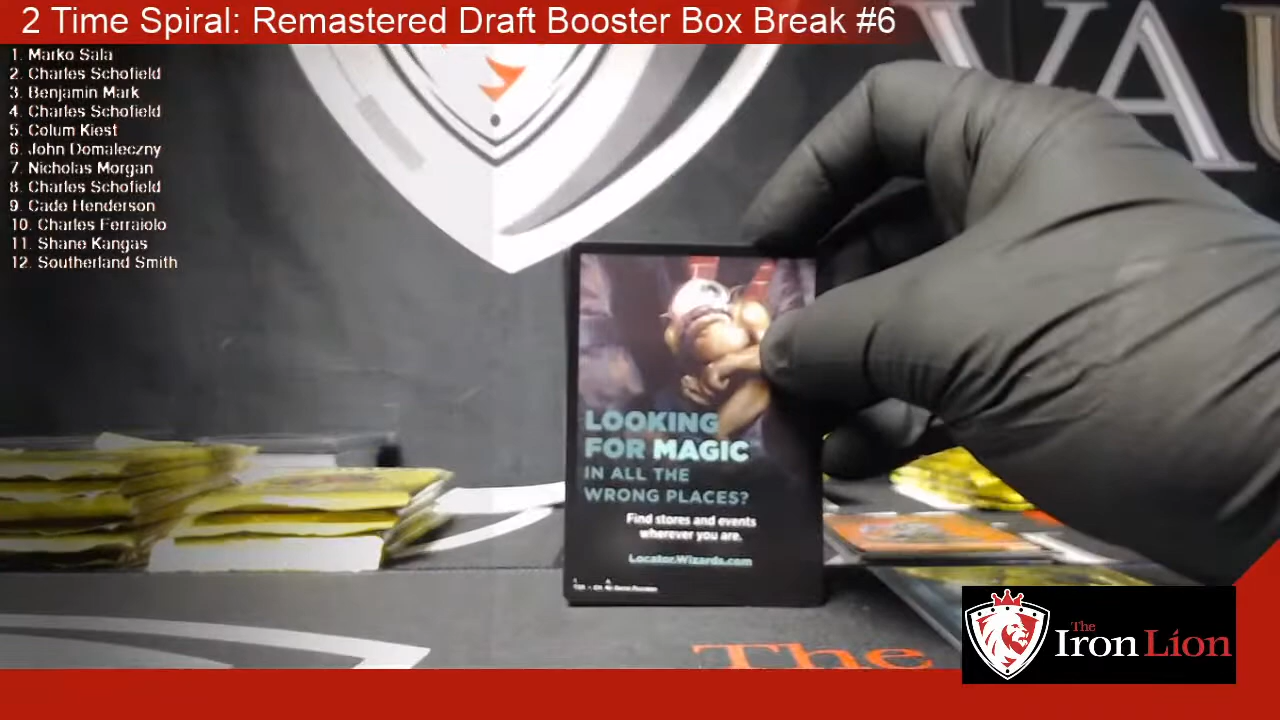 2 Time Spiral: Remastered Draft Booster Box Break #6
1. Marko Sala
2. Charles Schofield
3. Benjamin Mark
4. Charles Schofield
5. Colum Kiest
6. John Domaleczny
7. Nicholas Morgan
8. Charles Schofield
9. Cade Henderson
10. Charles Ferraiolo
11. Shane Kangas
12. Southerland Smith
VAU
LOOKING
FOR MAGIC
IN ALL THE
WRONG PLACES?
Find stores and events
wherever you are.
Locator.Wizards.com
The
The
Iron Lion